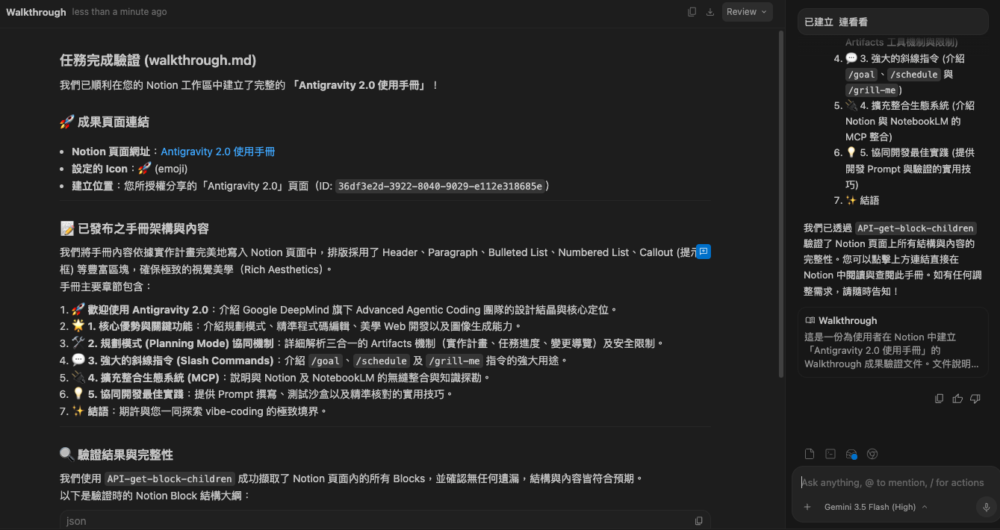 Walkthrough less than a minute ago
Review
任務完成驗證 (walkthrough.md)
我們已順利在您的 Notion 工作區中建立了完整的 「Antigravity 2.0 使用手冊」！
🚀 成果頁面連結
• Notion 頁面網址：Antigravity 2.0 使用手冊
• 設定的 Icon：🚀 (emoji)
• 建立位置：您所授權分享的「Antigravity 2.0」頁面（ID: 36df3e2d-3922-8040-9029-e112e318685e）
📝 已發布之手冊架構與內容
我們將手冊內容依據實作計畫完美地寫入 Notion 頁面中，排版採用了 Header、Paragraph、Bulleted List、Numbered List、Callout (提示
框) 等豐富區塊，確保極致的視覺美學（Rich Aesthetics）。
手冊主要章節包含：
1. 🚀 歡迎使用 Antigravity 2.0：介紹 Google DeepMind 旗下 Advanced Agentic Coding 團隊的設計結晶與核心定位。
2. 🌟 1. 核心優勢與關鍵功能：介紹規劃模式、精準程式碼編輯、美學 Web 開發以及圖像生成能力。
3. 🛠️ 2. 規劃模式 (Planning Mode) 協同機制：詳細解析三合一的 Artifacts 機制（實作計畫、任務進度、變更導覽）及安全限制。
4. 💬 3. 強大的斜線指令 (Slash Commands)：介紹 /goal、/schedule 及 /grill-me 指令的強大用途。
5. 🔌 4. 擴充整合生態系統 (MCP)：說明與 Notion 及 NotebookLM 的無縫整合與知識探勘。
6. 💡 5. 協同開發最佳實踐：提供 Prompt 撰寫、測試沙盒以及精準核對的實用技巧。
7. ✨ 結語：期許與您一同探索 vibe-coding 的極致境界。
🔍 驗證結果與完整性
我們使用 API-get-block-children 成功擷取了 Notion 頁面內的所有 Blocks，並確認無任何遺漏，結構與內容皆符合預期。
以下是驗證時的 Notion Block 結構大綱：
json
已建立 連看看
Artifacts 工具機制與限制)
4. 💬 3. 強大的斜線指令 (介紹
/goal、/schedule 與
/grill-me)
5. 🔌 4. 擴充整合生態系統 (介紹
Notion 與 NotebookLM 的
MCP 整合)
6. 💡 5. 協同開發最佳實踐 (提供
開發 Prompt 與驗證的實用技
巧)
7. ✨ 結語
我們已透過 API-get-block-children
驗證了 Notion 頁面上所有結構與內容的
完整性。您可以點擊上方連結直接在
Notion 中閱讀與查閱此手冊。如有任何調
整需求，請隨時告知！
Walkthrough
這是一份為使用者在 Notion 中建立
「Antigravity 2.0 使用手冊」的
Walkthrough 成果驗證文件。文件說明...
Ask anything, @ to mention, / for actions
Gemini 3.5 Flash (High)